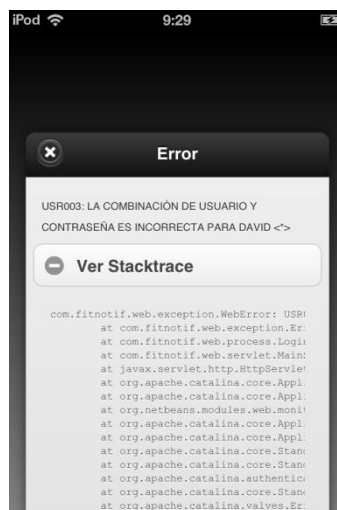 iPod 9:29
Error
USR003: LA COMBINACIÓN DE USUARIO Y
CONTRASEÑA ES INCORRECTA PARA DAVID <*>
Ver Stacktrace
com.fitnotif.web.exception.WebError: USR(
at com.fitnotif.web.exception.Er
at com.fitnotif.web.process.Logi
at com.fitnotif.web.servlet.Main
at javax.servlet.http.HttpServle
at org.apache.catalina.core.Appl
at org.apache.catalina.core.Appl
at org.netbeans.modules.web.moni
at org.apache.catalina.core.Appl
at org.apache.catalina.core.Appl
at org.apache.catalina.core.Stan
at org.apache.catalina.core.Stan
at org.apache.catalina.authentic
at org.apache.catalina.core.Stan
at org.apache.catalina.valves.Er